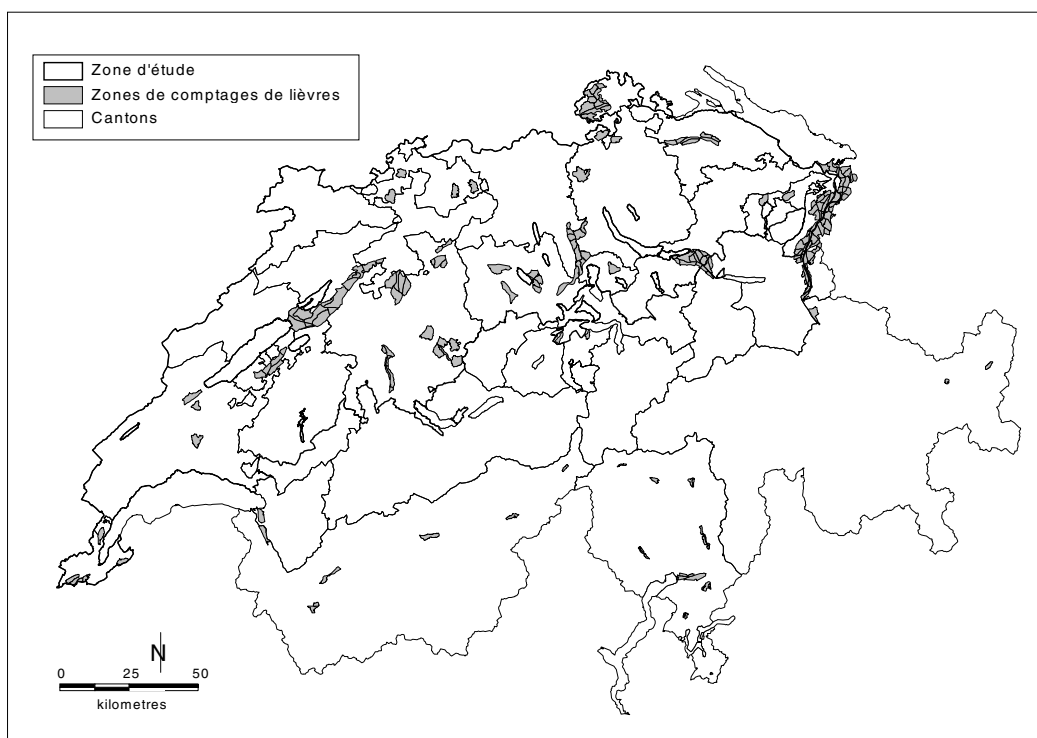 Zone d'étude
Zones de comptages de lièvres
Cantons
N
0 25 50
kilometres